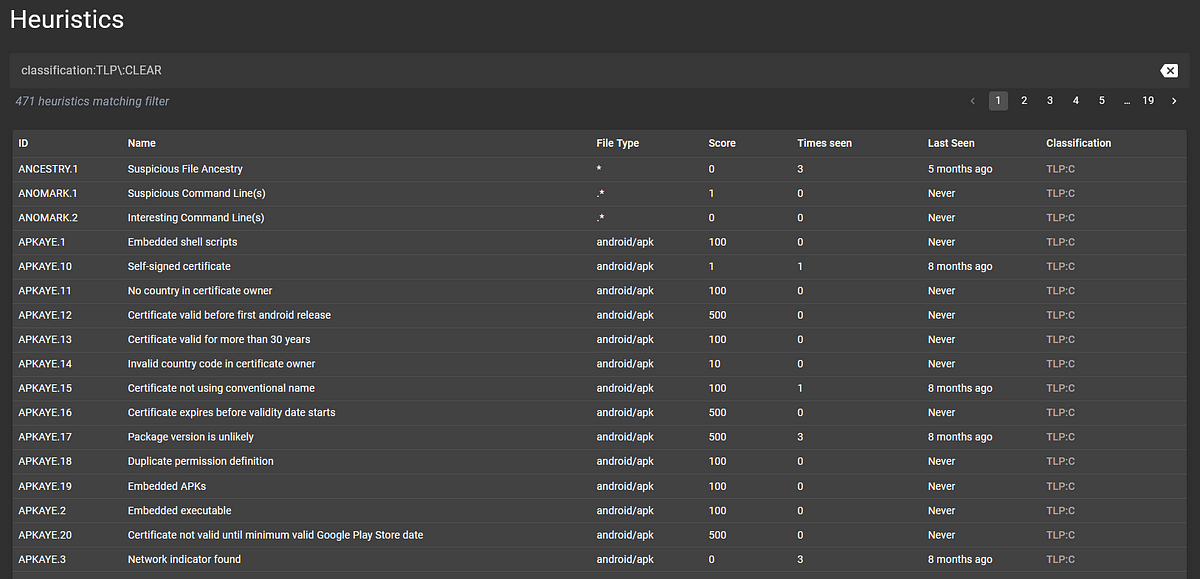 Heuristics
classification:TLP\:CLEAR
471 heuristics matching filter
‹ 1 2 3 4 5 … 19 ›
ID Name File Type Score Times seen Last Seen Classification
ANCESTRY.1 Suspicious File Ancestry * 0 3 5 months ago TLP:C
ANOMARK.1 Suspicious Command Line(s) .* 1 0 Never TLP:C
ANOMARK.2 Interesting Command Line(s) .* 0 0 Never TLP:C
APKAYE.1 Embedded shell scripts android/apk 100 0 Never TLP:C
APKAYE.10 Self-signed certificate android/apk 1 1 8 months ago TLP:C
APKAYE.11 No country in certificate owner android/apk 100 0 Never TLP:C
APKAYE.12 Certificate valid before first android release android/apk 500 0 Never TLP:C
APKAYE.13 Certificate valid for more than 30 years android/apk 100 0 Never TLP:C
APKAYE.14 Invalid country code in certificate owner android/apk 10 0 Never TLP:C
APKAYE.15 Certificate not using conventional name android/apk 100 1 8 months ago TLP:C
APKAYE.16 Certificate expires before validity date starts android/apk 500 0 Never TLP:C
APKAYE.17 Package version is unlikely android/apk 500 3 8 months ago TLP:C
APKAYE.18 Duplicate permission definition android/apk 100 0 Never TLP:C
APKAYE.19 Embedded APKs android/apk 100 0 Never TLP:C
APKAYE.2 Embedded executable android/apk 100 0 Never TLP:C
APKAYE.20 Certificate not valid until minimum valid Google Play Store date android/apk 500 0 Never TLP:C
APKAYE.3 Network indicator found android/apk 0 3 8 months ago TLP:C